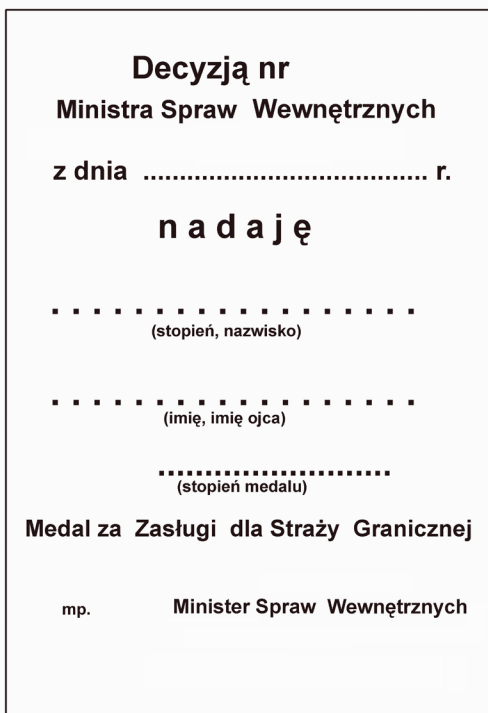 Decyzją nr
Ministra Spraw Wewnętrznych
z dnia ....................................... r.
n a d a j ę
. . . . . . . . . . . . . . . . . .
(stopień, nazwisko)
. . . . . . . . . . . . . . . . . .
(imię, imię ojca)
.........................
(stopień medalu)
Medal za Zasługi dla Straży Granicznej
mp. Minister Spraw Wewnętrznych